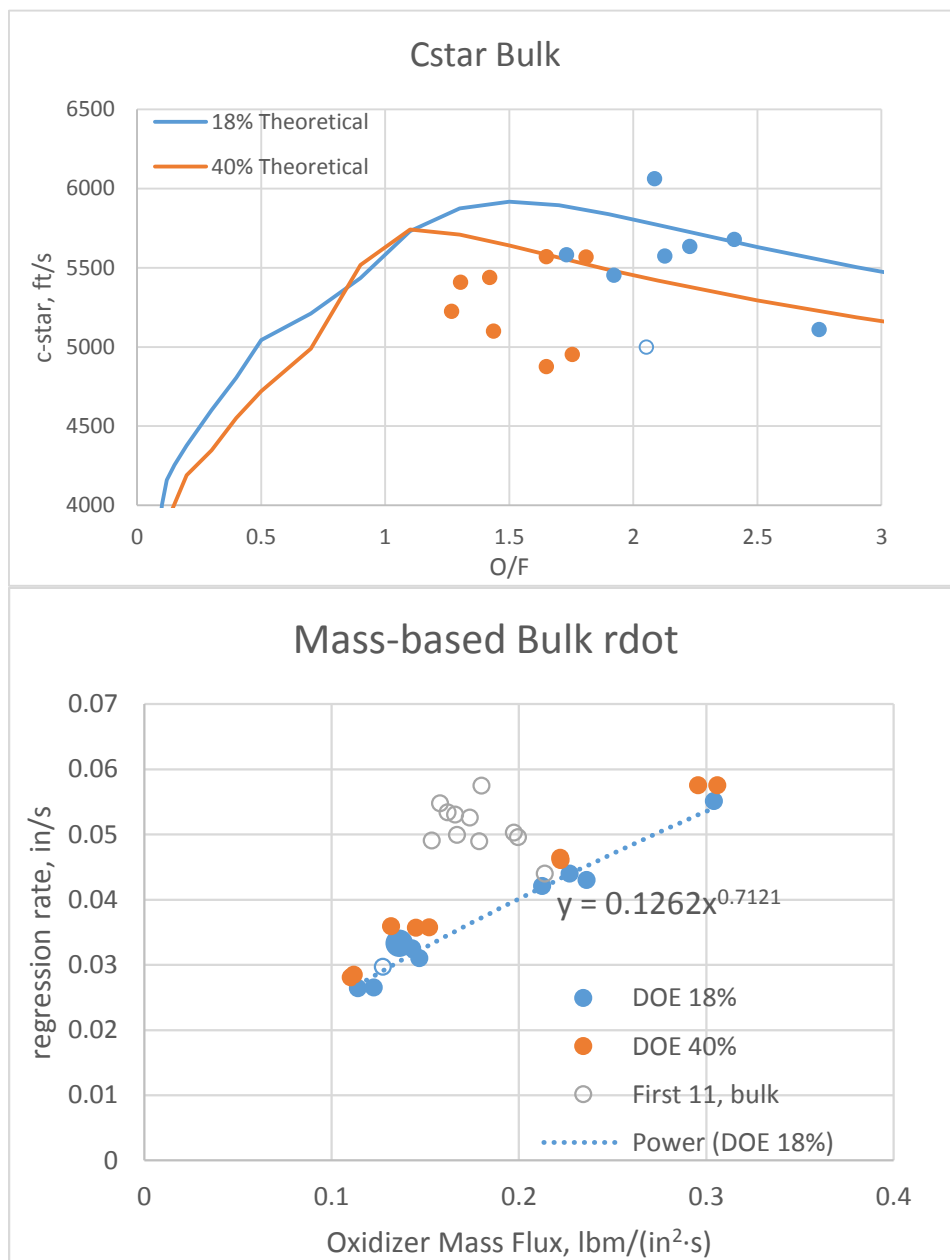 Cstar Bulk
6500
6000
5500
5000
4500
4000
c-star, ft/s
18% Theoretical
40% Theoretical
0 0.5 1 1.5 2 2.5 3
O/F
Mass-based Bulk rdot
0.07
0.06
0.05
0.04
0.03
0.02
0.01
0
regression rate, in/s
y = 0.1262x^0.7121
DOE 18%
DOE 40%
First 11, bulk
Power (DOE 18%)
0 0.1 0.2 0.3 0.4
Oxidizer Mass Flux, lbm/(in²·s)